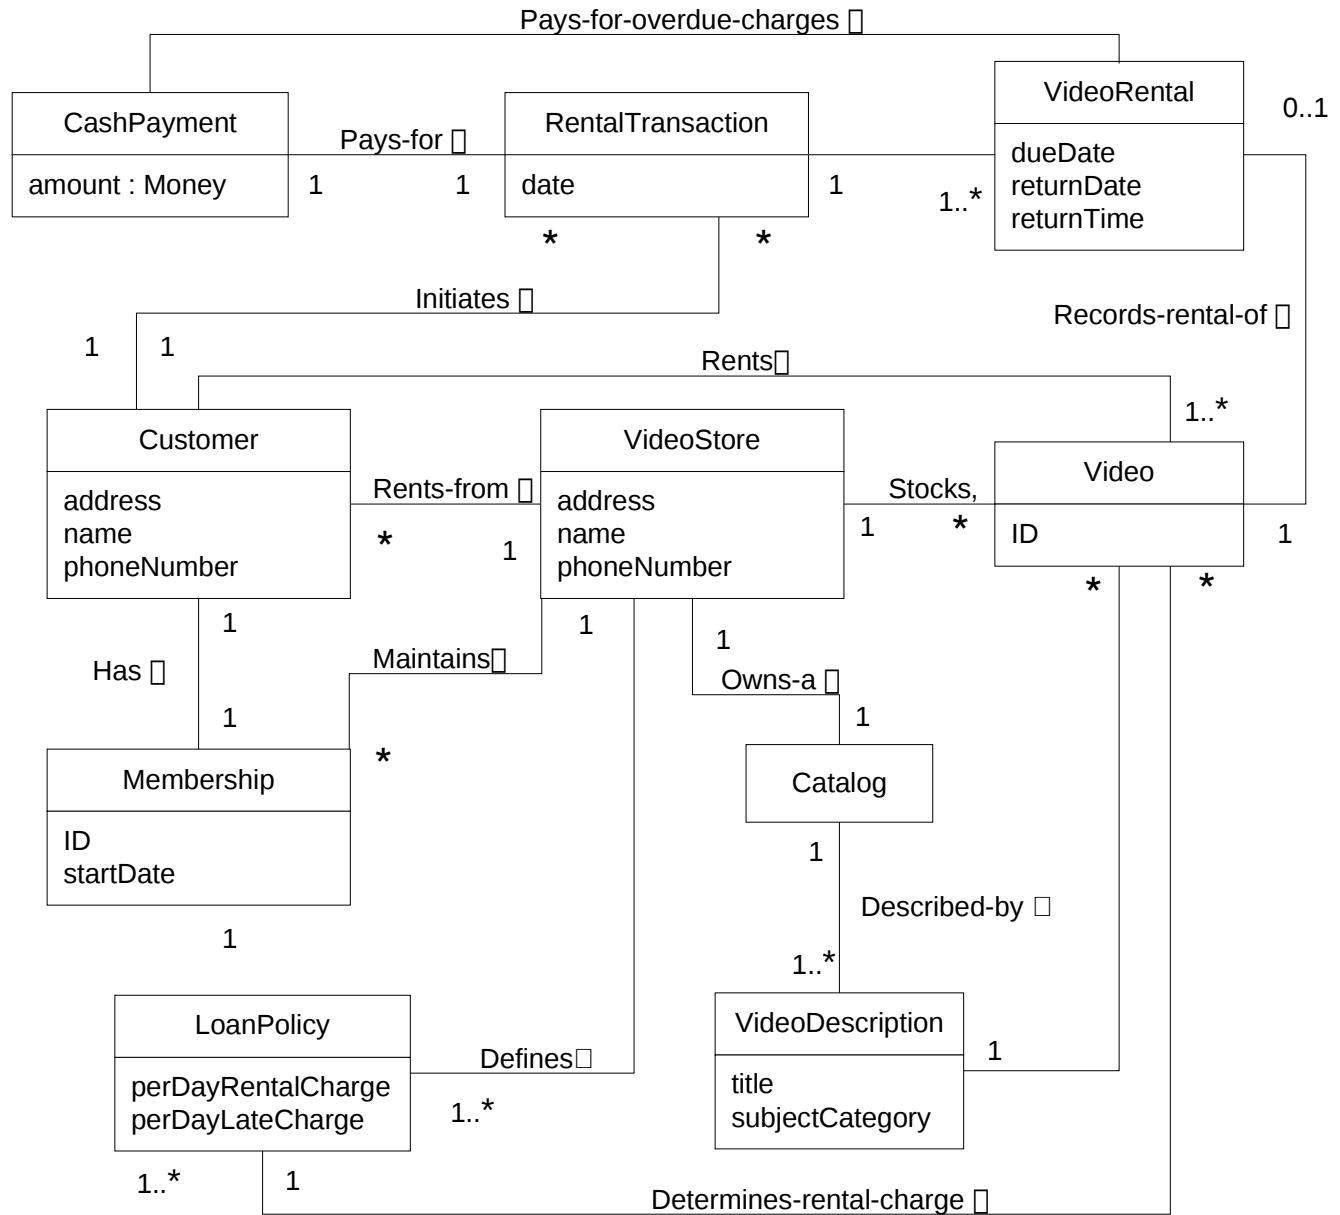 Pays-for-overdue-charges 
CashPayment
amount : Money
Pays-for 
1
1
RentalTransaction
date
1
1..*
VideoRental
dueDate
returnDate
returnTime
0..1
*
*
Initiates 
Records-rental-of 
1
1
Rents
1..*
Customer
address
name
phoneNumber
Rents-from 
*
1
VideoStore
address
name
phoneNumber
Stocks,
1
*
Video
ID
1
*
*
1
1
1
Has 
Maintains
Owns-a 
1
1
*
Membership
ID
startDate
Catalog
1
1
Described-by 
1..*
LoanPolicy
perDayRentalCharge
perDayLateCharge
Defines
1..*
VideoDescription
title
subjectCategory
1
1..*
1
Determines-rental-charge